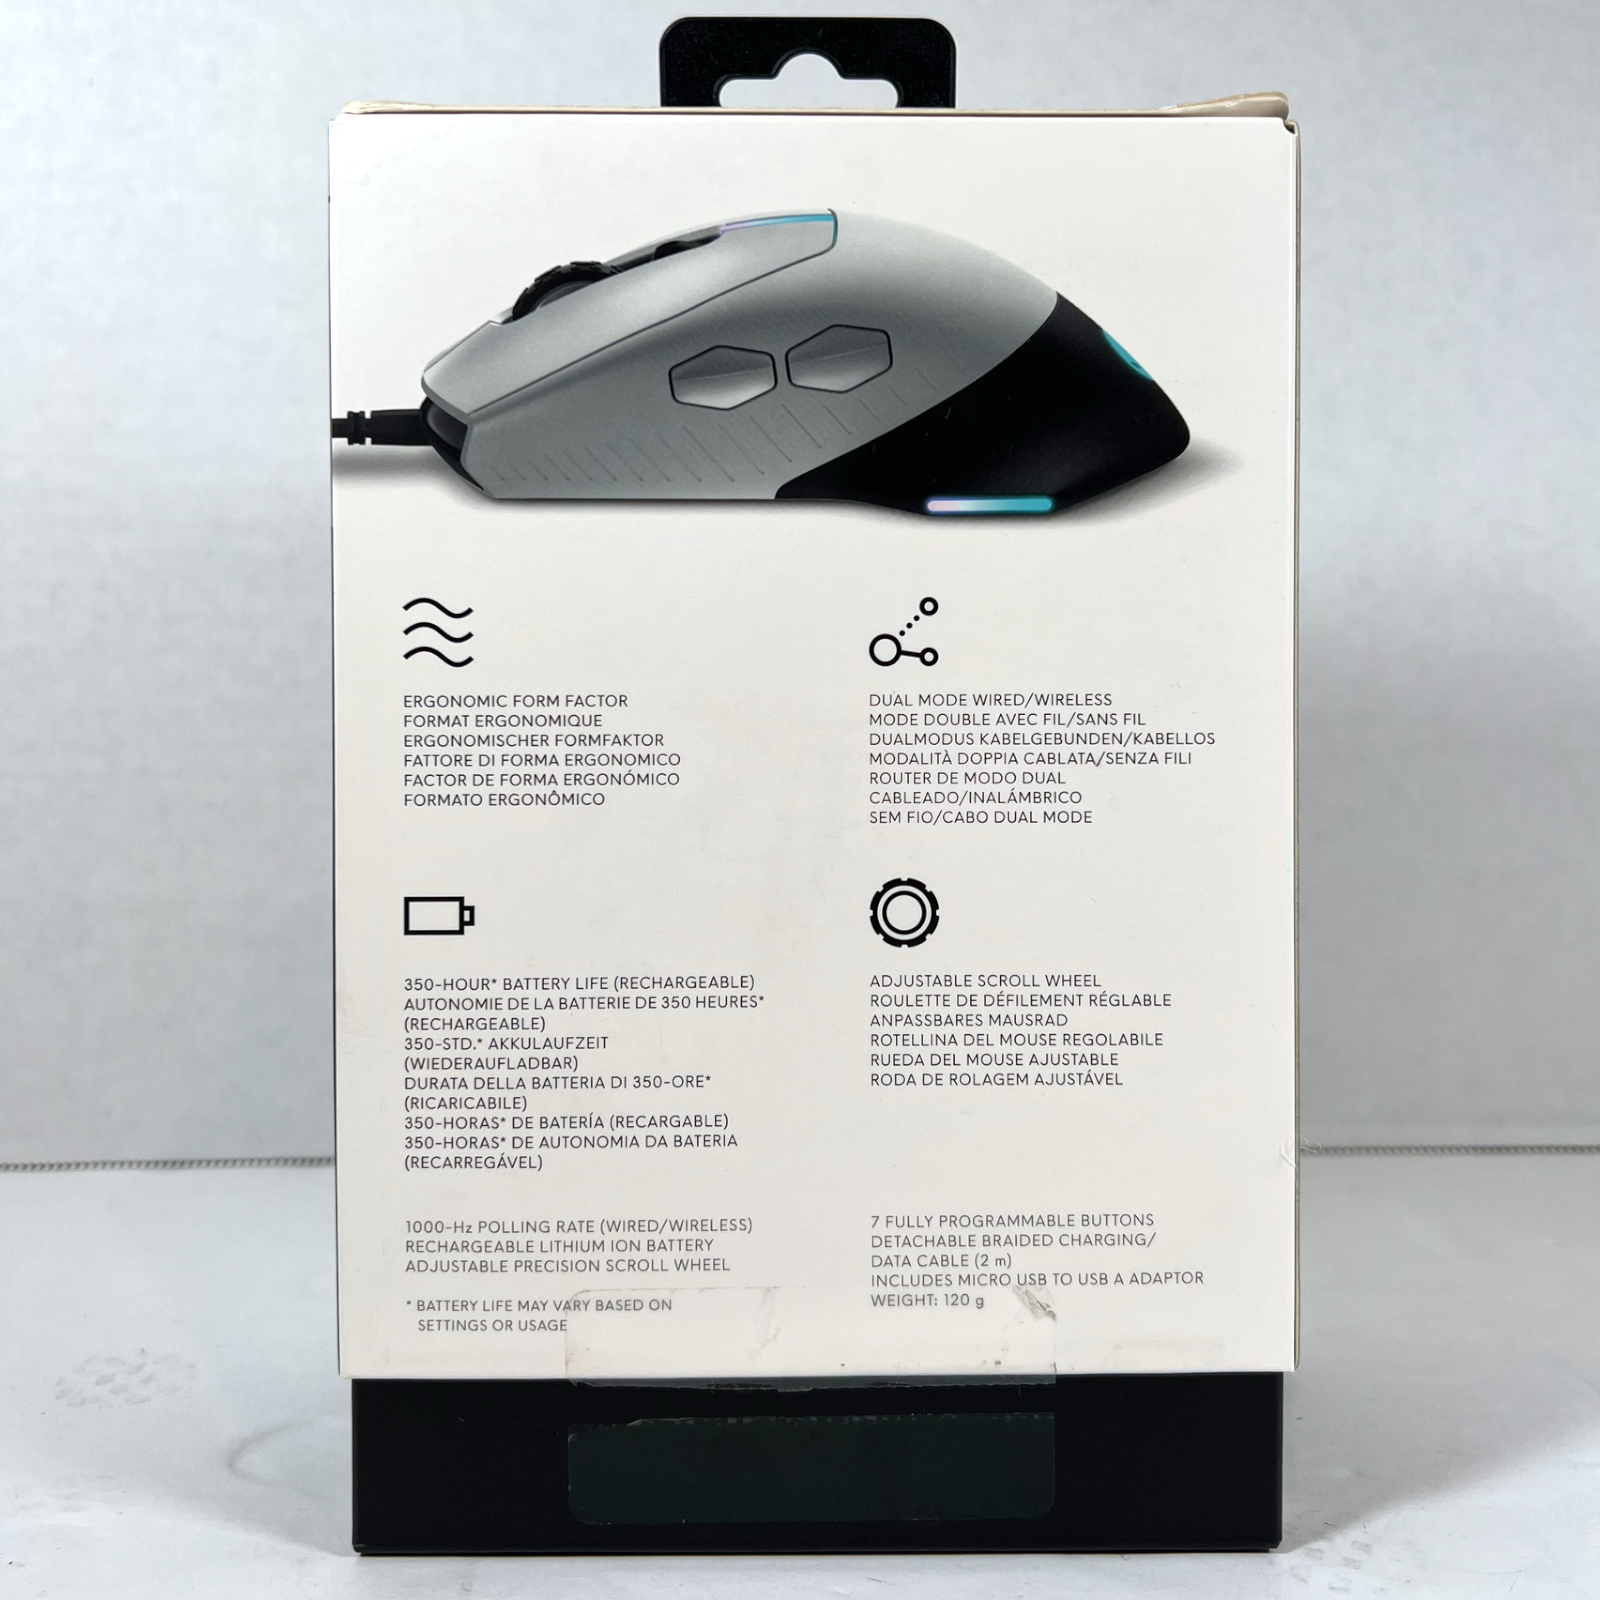 ERGONOMIC FORM FACTOR
FORMAT ERGONOMIQUE
ERGONOMISCHER FORMFAKTOR
FATTORE DI FORMA ERGONOMICO
FACTOR DE FORMA ERGONÓMICO
FORMATO ERGONÔMICO
DUAL MODE WIRED/WIRELESS
MODE DOUBLE AVEC FIL/SANS FIL
DUALMODUS KABELGEBUNDEN/KABELLOS
MODALITÀ DOPPIA CABLATA/SENZA FILI
ROUTER DE MODO DUAL
CABLEADO/INALÁMBRICO
SEM FIO/CABO DUAL MODE
350-HOUR* BATTERY LIFE (RECHARGEABLE)
AUTONOMIE DE LA BATTERIE DE 350 HEURES*
(RECHARGEABLE)
350-STD.* AKKULAUFZEIT
(WIEDERAUFLADBAR)
DURATA DELLA BATTERIA DI 350-ORE*
(RICARICABILE)
350-HORAS* DE BATERÍA (RECARGABLE)
350-HORAS* DE AUTONOMIA DA BATERIA
(RECARREGÁVEL)
ADJUSTABLE SCROLL WHEEL
ROULETTE DE DÉFILEMENT RÉGLABLE
ANPASSBARES MAUSRAD
ROTELLINA DEL MOUSE REGOLABILE
RUEDA DEL MOUSE AJUSTABLE
RODA DE ROLAGEM AJUSTÁVEL
1000-Hz POLLING RATE (WIRED/WIRELESS)
RECHARGEABLE LITHIUM ION BATTERY
ADJUSTABLE PRECISION SCROLL WHEEL
* BATTERY LIFE MAY VARY BASED ON
SETTINGS OR USAGE
7 FULLY PROGRAMMABLE BUTTONS
DETACHABLE BRAIDED CHARGING/
DATA CABLE (2 m)
INCLUDES MICRO USB TO USB A ADAPTOR
WEIGHT: 120 g